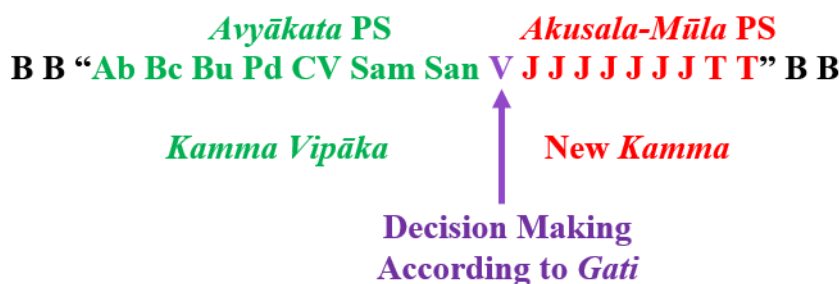 Avyākata PS Akusala-Mūla PS
B B “Ab Bc Bu Pd CV Sam San V J J J J J J J T T” B B
Kamma Vipāka New Kamma
Decision Making
According to Gati